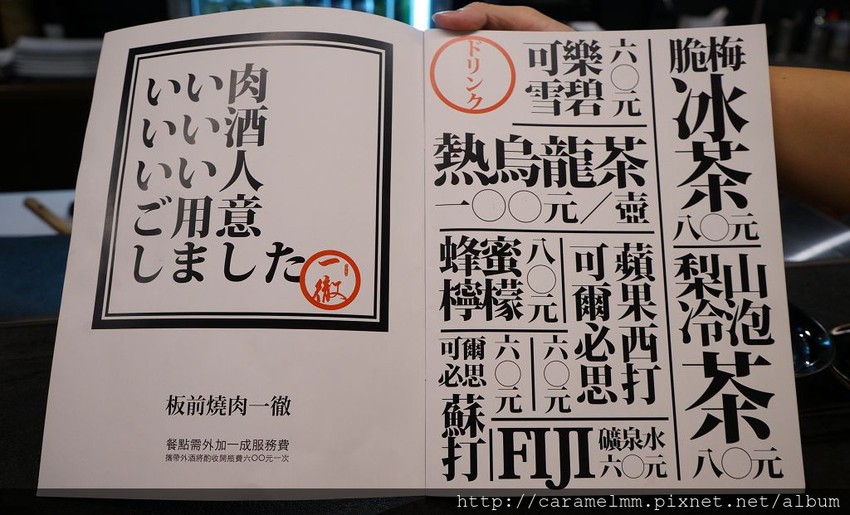 いい肉
いい酒
いい人
ご用意
しました
一徹
板前燒肉一徹
餐點需外加一成服務費
攜帶外酒將酌收開瓶費六〇〇元一次
ドリンク
可樂
雪碧
六〇元
熱烏龍茶
一〇〇元／壺
蜂蜜
檸檬
八〇元
蘋果西打
可爾必思
六〇元
可爾
必思
蘇打
六〇元
FIJI
礦泉水
六〇元
脆梅
冰茶
八〇元
梨山
冷泡
茶
八〇元
http://caramelmm.pixnet.net/album